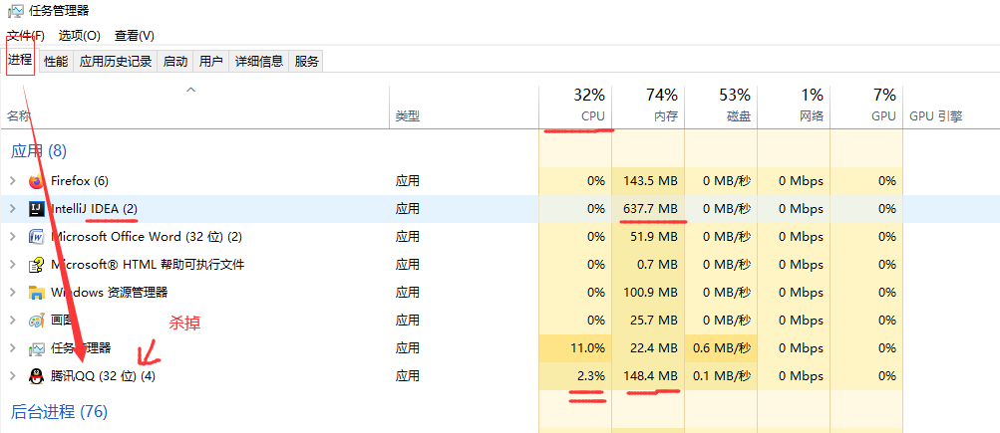 任务管理器
文件(F) 选项(O) 查看(V)
进程 性能 应用历史记录 启动 用户 详细信息 服务
32% 74% 53% 1% 7%
名称 类型 CPU 内存 磁盘 网络 GPU GPU 引擎
应用 (8)
Firefox (6) 应用 0% 143.5 MB 0 MB/秒 0 Mbps 0%
IntelliJ IDEA (2) 应用 0% 637.7 MB 0 MB/秒 0 Mbps 0%
Microsoft Office Word (32 位) (2) 应用 0% 51.9 MB 0 MB/秒 0 Mbps 0%
Microsoft® HTML 帮助可执行文件 应用 0% 0.7 MB 0 MB/秒 0 Mbps 0%
Windows 资源管理器 应用 0% 100.9 MB 0 MB/秒 0 Mbps 0%
画图 应用 0% 25.7 MB 0 MB/秒 0 Mbps 0%
杀掉
任务管理器 应用 11.0% 22.4 MB 0.6 MB/秒 0 Mbps 0%
腾讯QQ (32 位) (4) 应用 2.3% 148.4 MB 0.1 MB/秒 0 Mbps 0%
后台进程 (76)